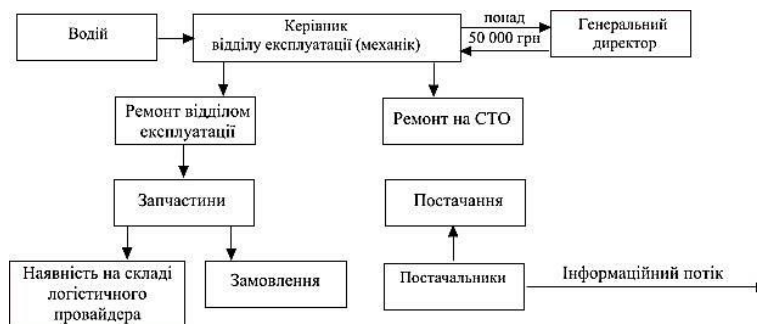 Водій
Керівник
відділу експлуатації (механік)
понад
50 000 грн
Генеральний
директор
Ремонт відділом
експлуатації
Ремонт на СТО
Запчастини
Постачання
Наявність на складі
логістичного
провайдера
Замовлення
Постачальники
Інформаційний потік